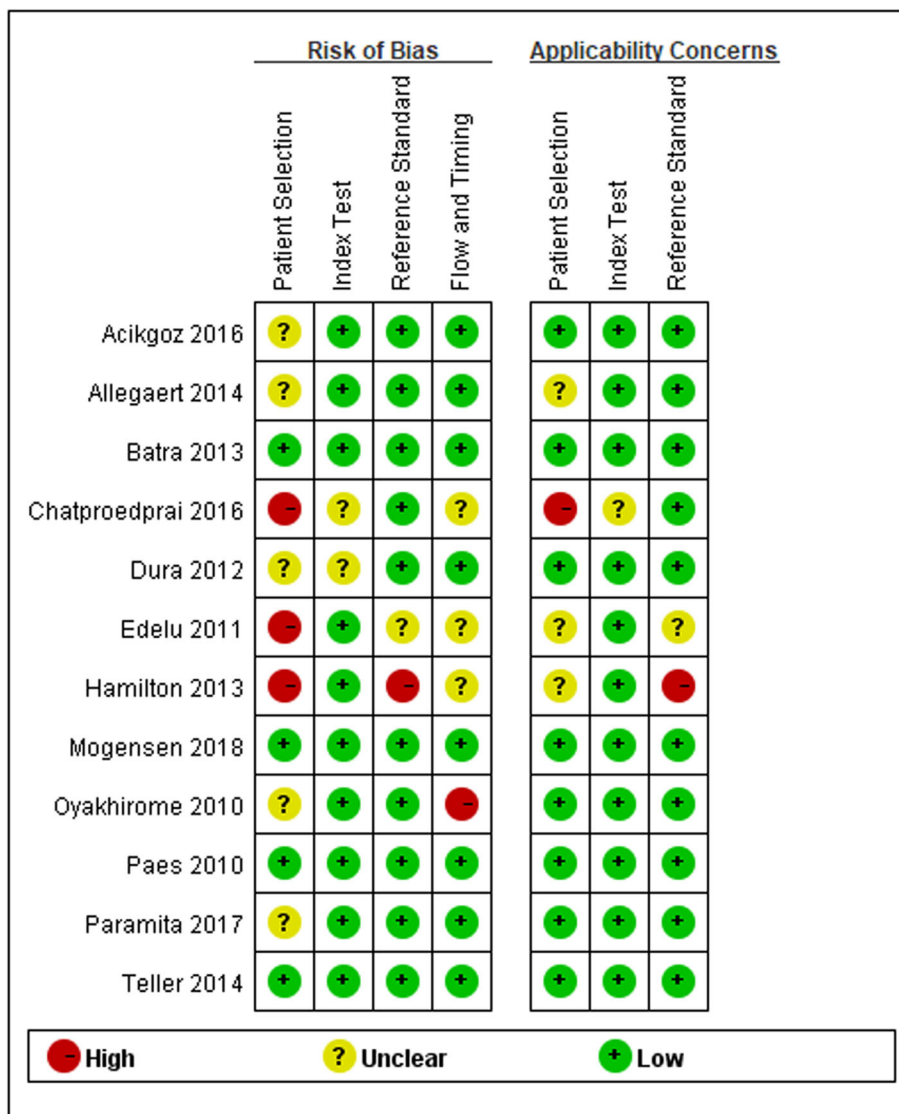 Risk of Bias Applicability Concerns
Patient Selection
Index Test
Reference Standard
Flow and Timing
Patient Selection
Index Test
Reference Standard
Acikgoz 2016 ? + + + + + +
Allegaert 2014 ? + + + ? + +
Batra 2013 + + + + + + +
Chatproedprai 2016 - ? + ? - ? +
Dura 2012 ? ? + + + + +
Edelu 2011 - + ? ? ? + ?
Hamilton 2013 - + - ? ? + -
Mogensen 2018 + + + + + + +
Oyakhirome 2010 ? + + - + + +
Paes 2010 + + + + + + +
Paramita 2017 ? + + + + + +
Teller 2014 + + + + + + +
- High ? Unclear + Low